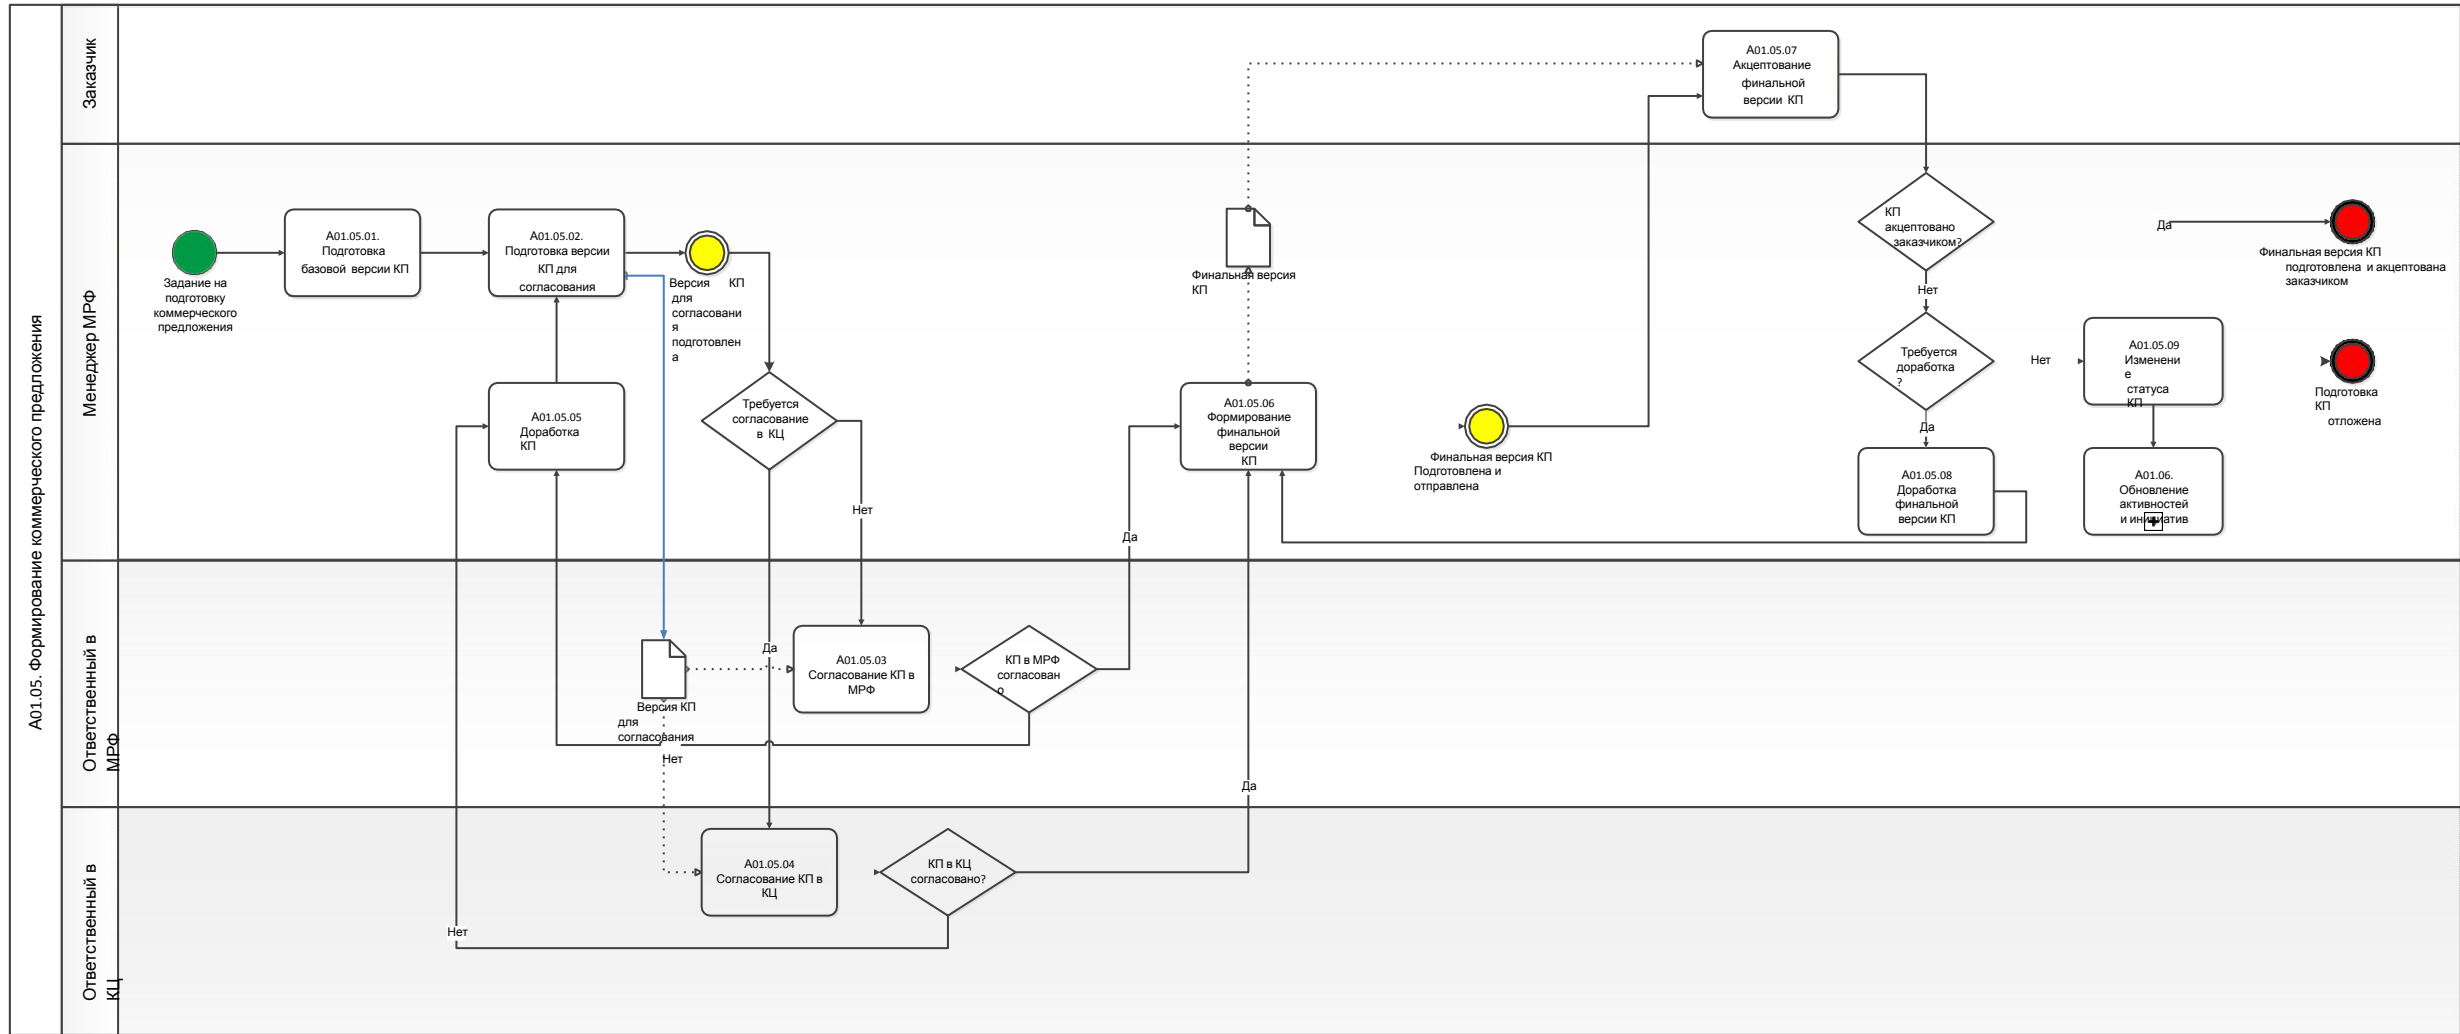 А01.05. Формирование коммерческого предложения
Заказчик
А01.05.07
Акцептование
финальной
версии КП
Менеджер МРФ
Задание на
подготовку
коммерческого
предложения
А01.05.01.
Подготовка
базовой версии КП
А01.05.02.
Подготовка версии
КП для
согласования
Версия КП
для
согласовани
я
подготовлен
а
А01.05.05
Доработка
КП
Требуется
согласование
в КЦ
Нет
Да
Финальная версия
КП
А01.05.06
Формирование
финальной
версии
КП
Да
Финальная версия КП
Подготовлена и
отправлена
КП
акцептовано
заказчиком?
Да
Финальная версия КП
подготовлена и акцептована
заказчиком
Нет
Требуется
доработка
?
Нет
А01.05.09
Изменени
е
статуса
КП
Подготовка
КП
отложена
Да
А01.05.08
Доработка
финальной
версии КП
А01.06.
Обновление
активностей
и инициатив
Ответственный в
МРФ
Версия КП
для
согласования
А01.05.03
Согласование КП в
МРФ
КП в МРФ
согласован
о
Нет
Да
Ответственный в
КЦ
А01.05.04
Согласование КП в
КЦ
КП в КЦ
согласовано?
Нет